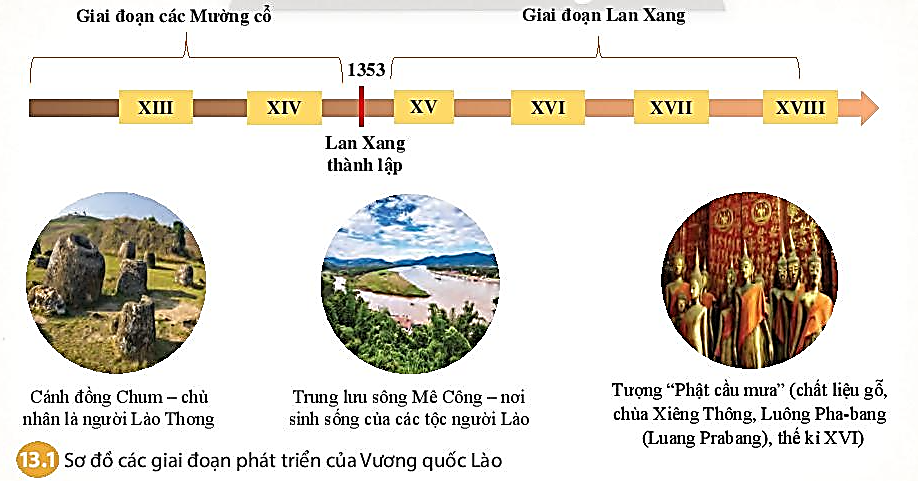 Giai đoạn các Mường cổ
Giai đoạn Lan Xang
1353
XIII
XIV
XV
XVI
XVII
XVIII
Lan Xang
thành lập
Cánh đồng Chum – chủ
nhân là người Lào Thong
Trung lưu sông Mê Công – nơi
sinh sống của các tộc người Lào
Tượng “Phật cầu mưa” (chất liệu gỗ,
chùa Xiêng Thông, Luông Pha-bang
(Luang Prabang), thế kỉ XVI)
13.1 Sơ đồ các giai đoạn phát triển của Vương quốc Lào